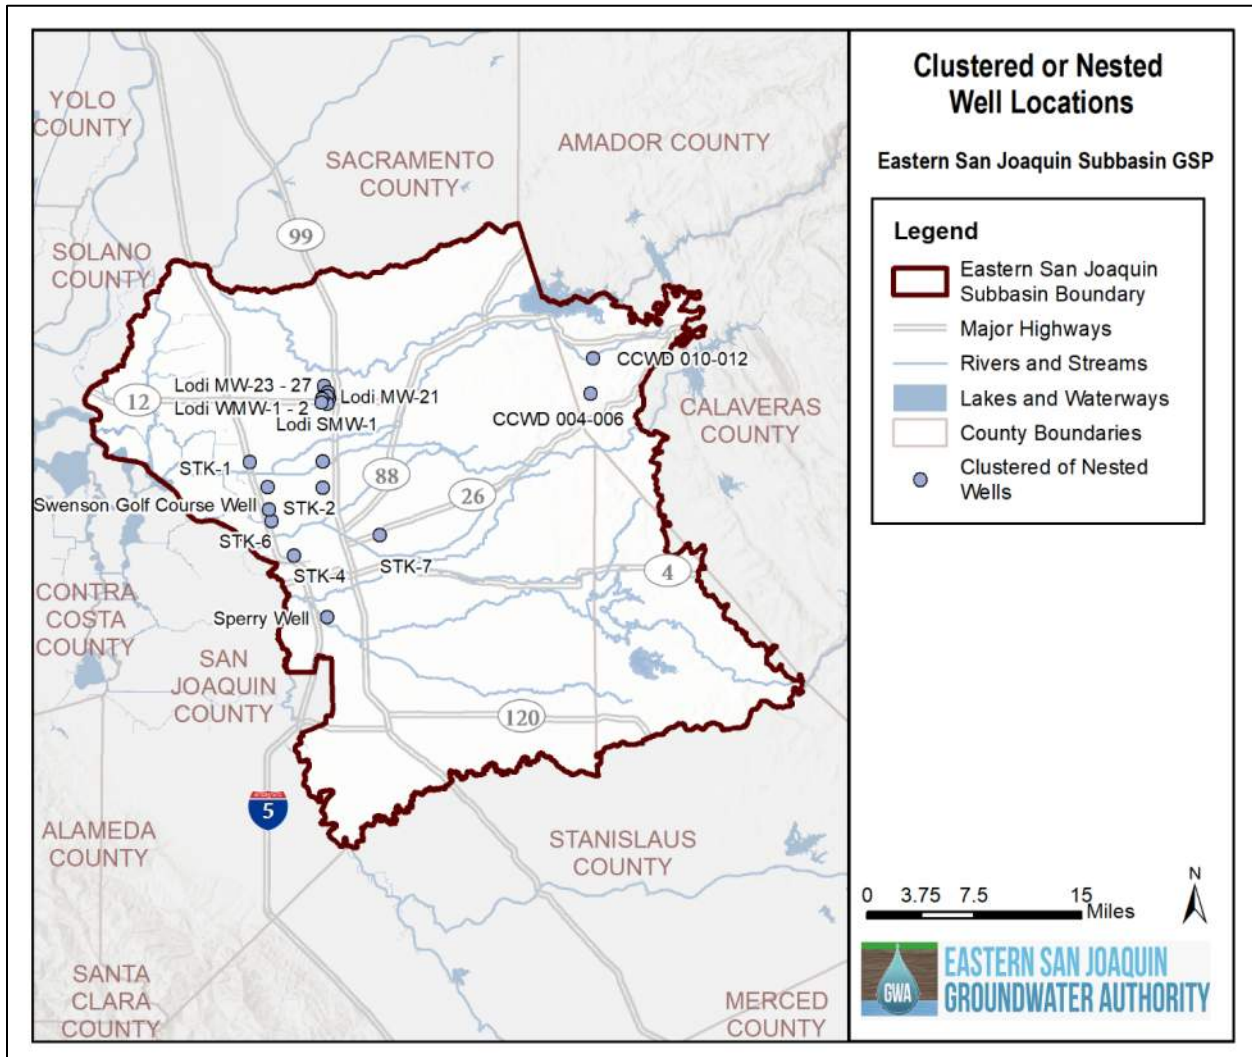 Clustered or Nested
Well Locations
Eastern San Joaquin Subbasin GSP
Legend
Eastern San Joaquin
Subbasin Boundary
Major Highways
Rivers and Streams
Lakes and Waterways
County Boundaries
Clustered of Nested
Wells
YOLO
COUNTY
SACRAMENTO
COUNTY
AMADOR COUNTY
SOLANO
COUNTY
99
CCWD 010-012
Lodi MW-23 - 27
Lodi MW-21
12
Lodi WMW-1 - 2
Lodi SMW-1
CCWD 004-006
CALAVERAS
COUNTY
STK-1
88
26
Swenson Golf Course Well
STK-2
STK-6
STK-7
STK-4
4
CONTRA
COSTA
COUNTY
Sperry Well
SAN
JOAQUIN
COUNTY
120
5
ALAMEDA
COUNTY
STANISLAUS
COUNTY
SANTA
CLARA
COUNTY
MERCED
COUNTY
N
0 3.75 7.5 15
Miles
GWA
EASTERN SAN JOAQUIN
GROUNDWATER AUTHORITY